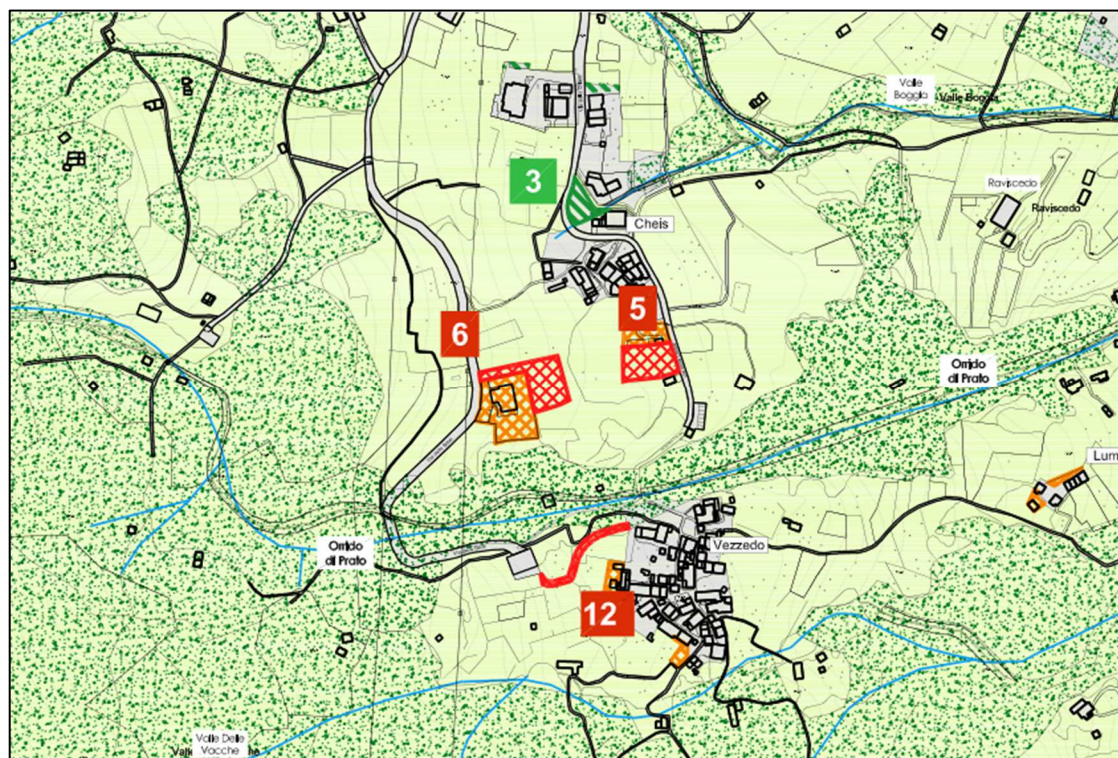 Valle
Boggia
Valle Boggia
3
Raviscedo
Raviscedo
Cheis
5
6
Orrido
di Prato
Lum
Orrido
di Prato
Vezzedo
12
Valle Delle
Vacche